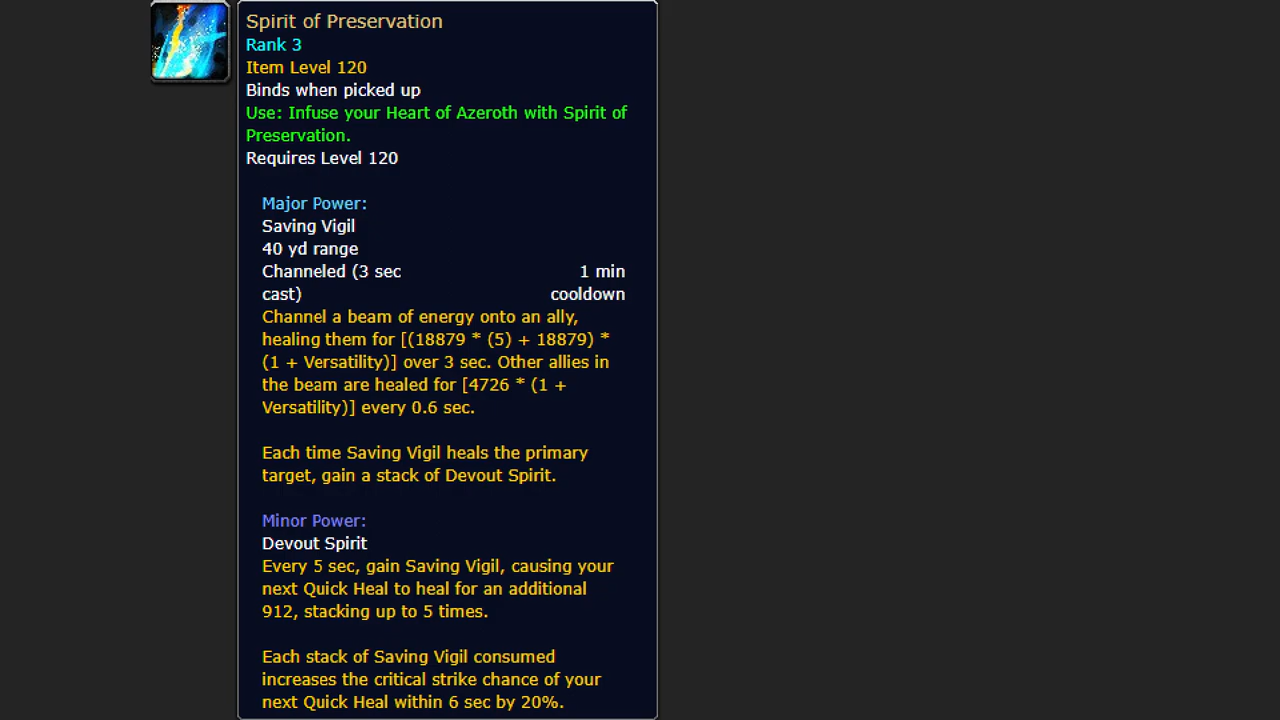 Spirit of Preservation
Rank 3
Item Level 120
Binds when picked up
Use: Infuse your Heart of Azeroth with Spirit of
Preservation.
Requires Level 120
Major Power:
Saving Vigil
40 yd range
Channeled (3 sec 1 min
cast) cooldown
Channel a beam of energy onto an ally,
healing them for [(18879 * (5) + 18879) *
(1 + Versatility)] over 3 sec. Other allies in
the beam are healed for [4726 * (1 +
Versatility)] every 0.6 sec.
Each time Saving Vigil heals the primary
target, gain a stack of Devout Spirit.
Minor Power:
Devout Spirit
Every 5 sec, gain Saving Vigil, causing your
next Quick Heal to heal for an additional
912, stacking up to 5 times.
Each stack of Saving Vigil consumed
increases the critical strike chance of your
next Quick Heal within 6 sec by 20%.